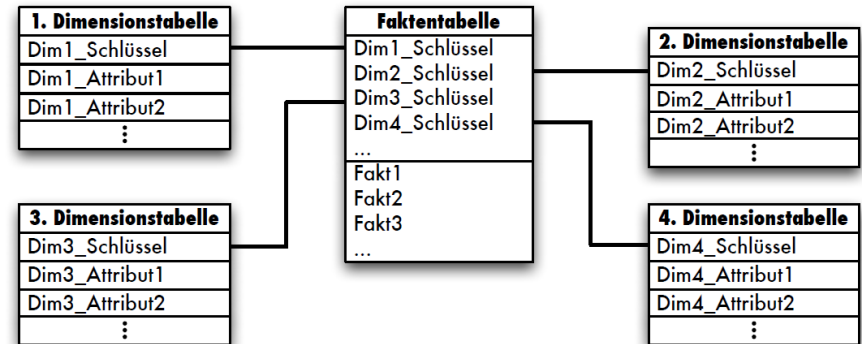 1. Dimensionstabelle
Dim1_Schlüssel
Dim1_Attribut1
Dim1_Attribut2
⋮
Faktentabelle
Dim1_Schlüssel
Dim2_Schlüssel
Dim3_Schlüssel
Dim4_Schlüssel
...
Fakt1
Fakt2
Fakt3
...
2. Dimensionstabelle
Dim2_Schlüssel
Dim2_Attribut1
Dim2_Attribut2
⋮
3. Dimensionstabelle
Dim3_Schlüssel
Dim3_Attribut1
Dim3_Attribut2
⋮
4. Dimensionstabelle
Dim4_Schlüssel
Dim4_Attribut1
Dim4_Attribut2
⋮